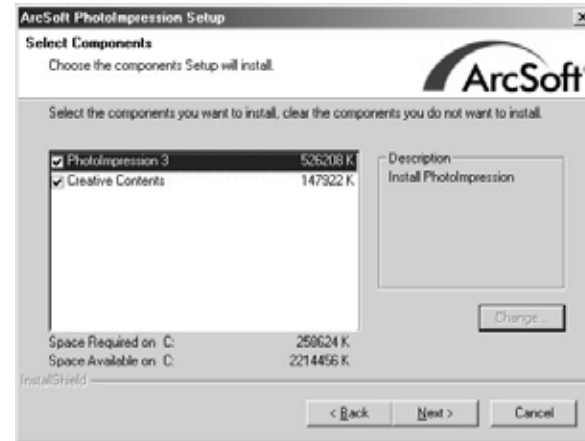 ArcSoft PhotoImpression Setup
Select Components
Choose the components Setup will install.
ArcSoft
Select the components you want to install, clear the components you do not want to install.
PhotoImpression 3 526208 K
Creative Contents 147922 K
Description
Install PhotoImpression
Change...
Space Required on C: 258624 K
Space Available on C: 2214456 K
InstallShield
< Back Next > Cancel